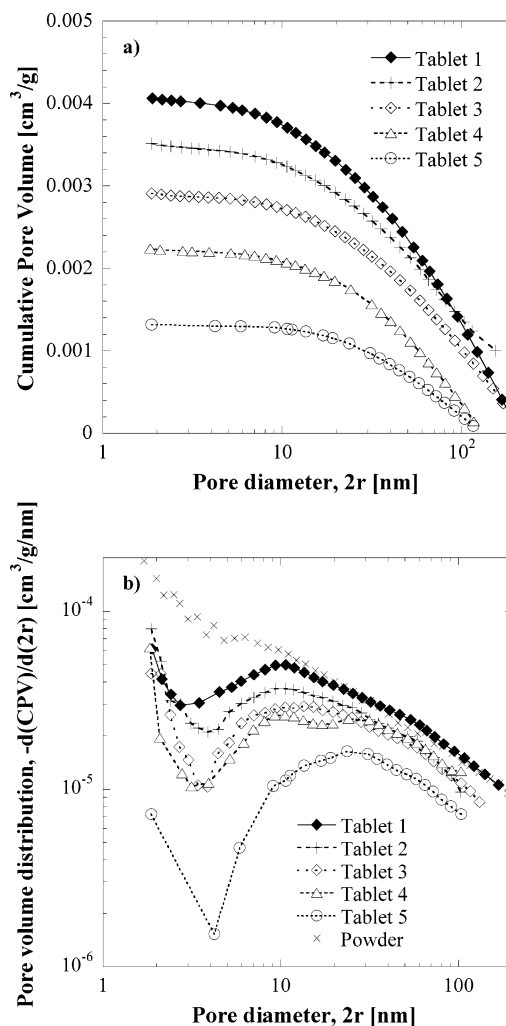 a)
Cumulative Pore Volume [cm³/g]
0.005
0.004
0.003
0.002
0.001
0
Tablet 1
Tablet 2
Tablet 3
Tablet 4
Tablet 5
1
10
10²
Pore diameter, 2r [nm]
b)
Pore volume distribution, -d(CPV)/d(2r) [cm³/g/nm]
10⁻⁴
10⁻⁵
10⁻⁶
Tablet 1
Tablet 2
Tablet 3
Tablet 4
Tablet 5
Powder
1
10
100
Pore diameter, 2r [nm]